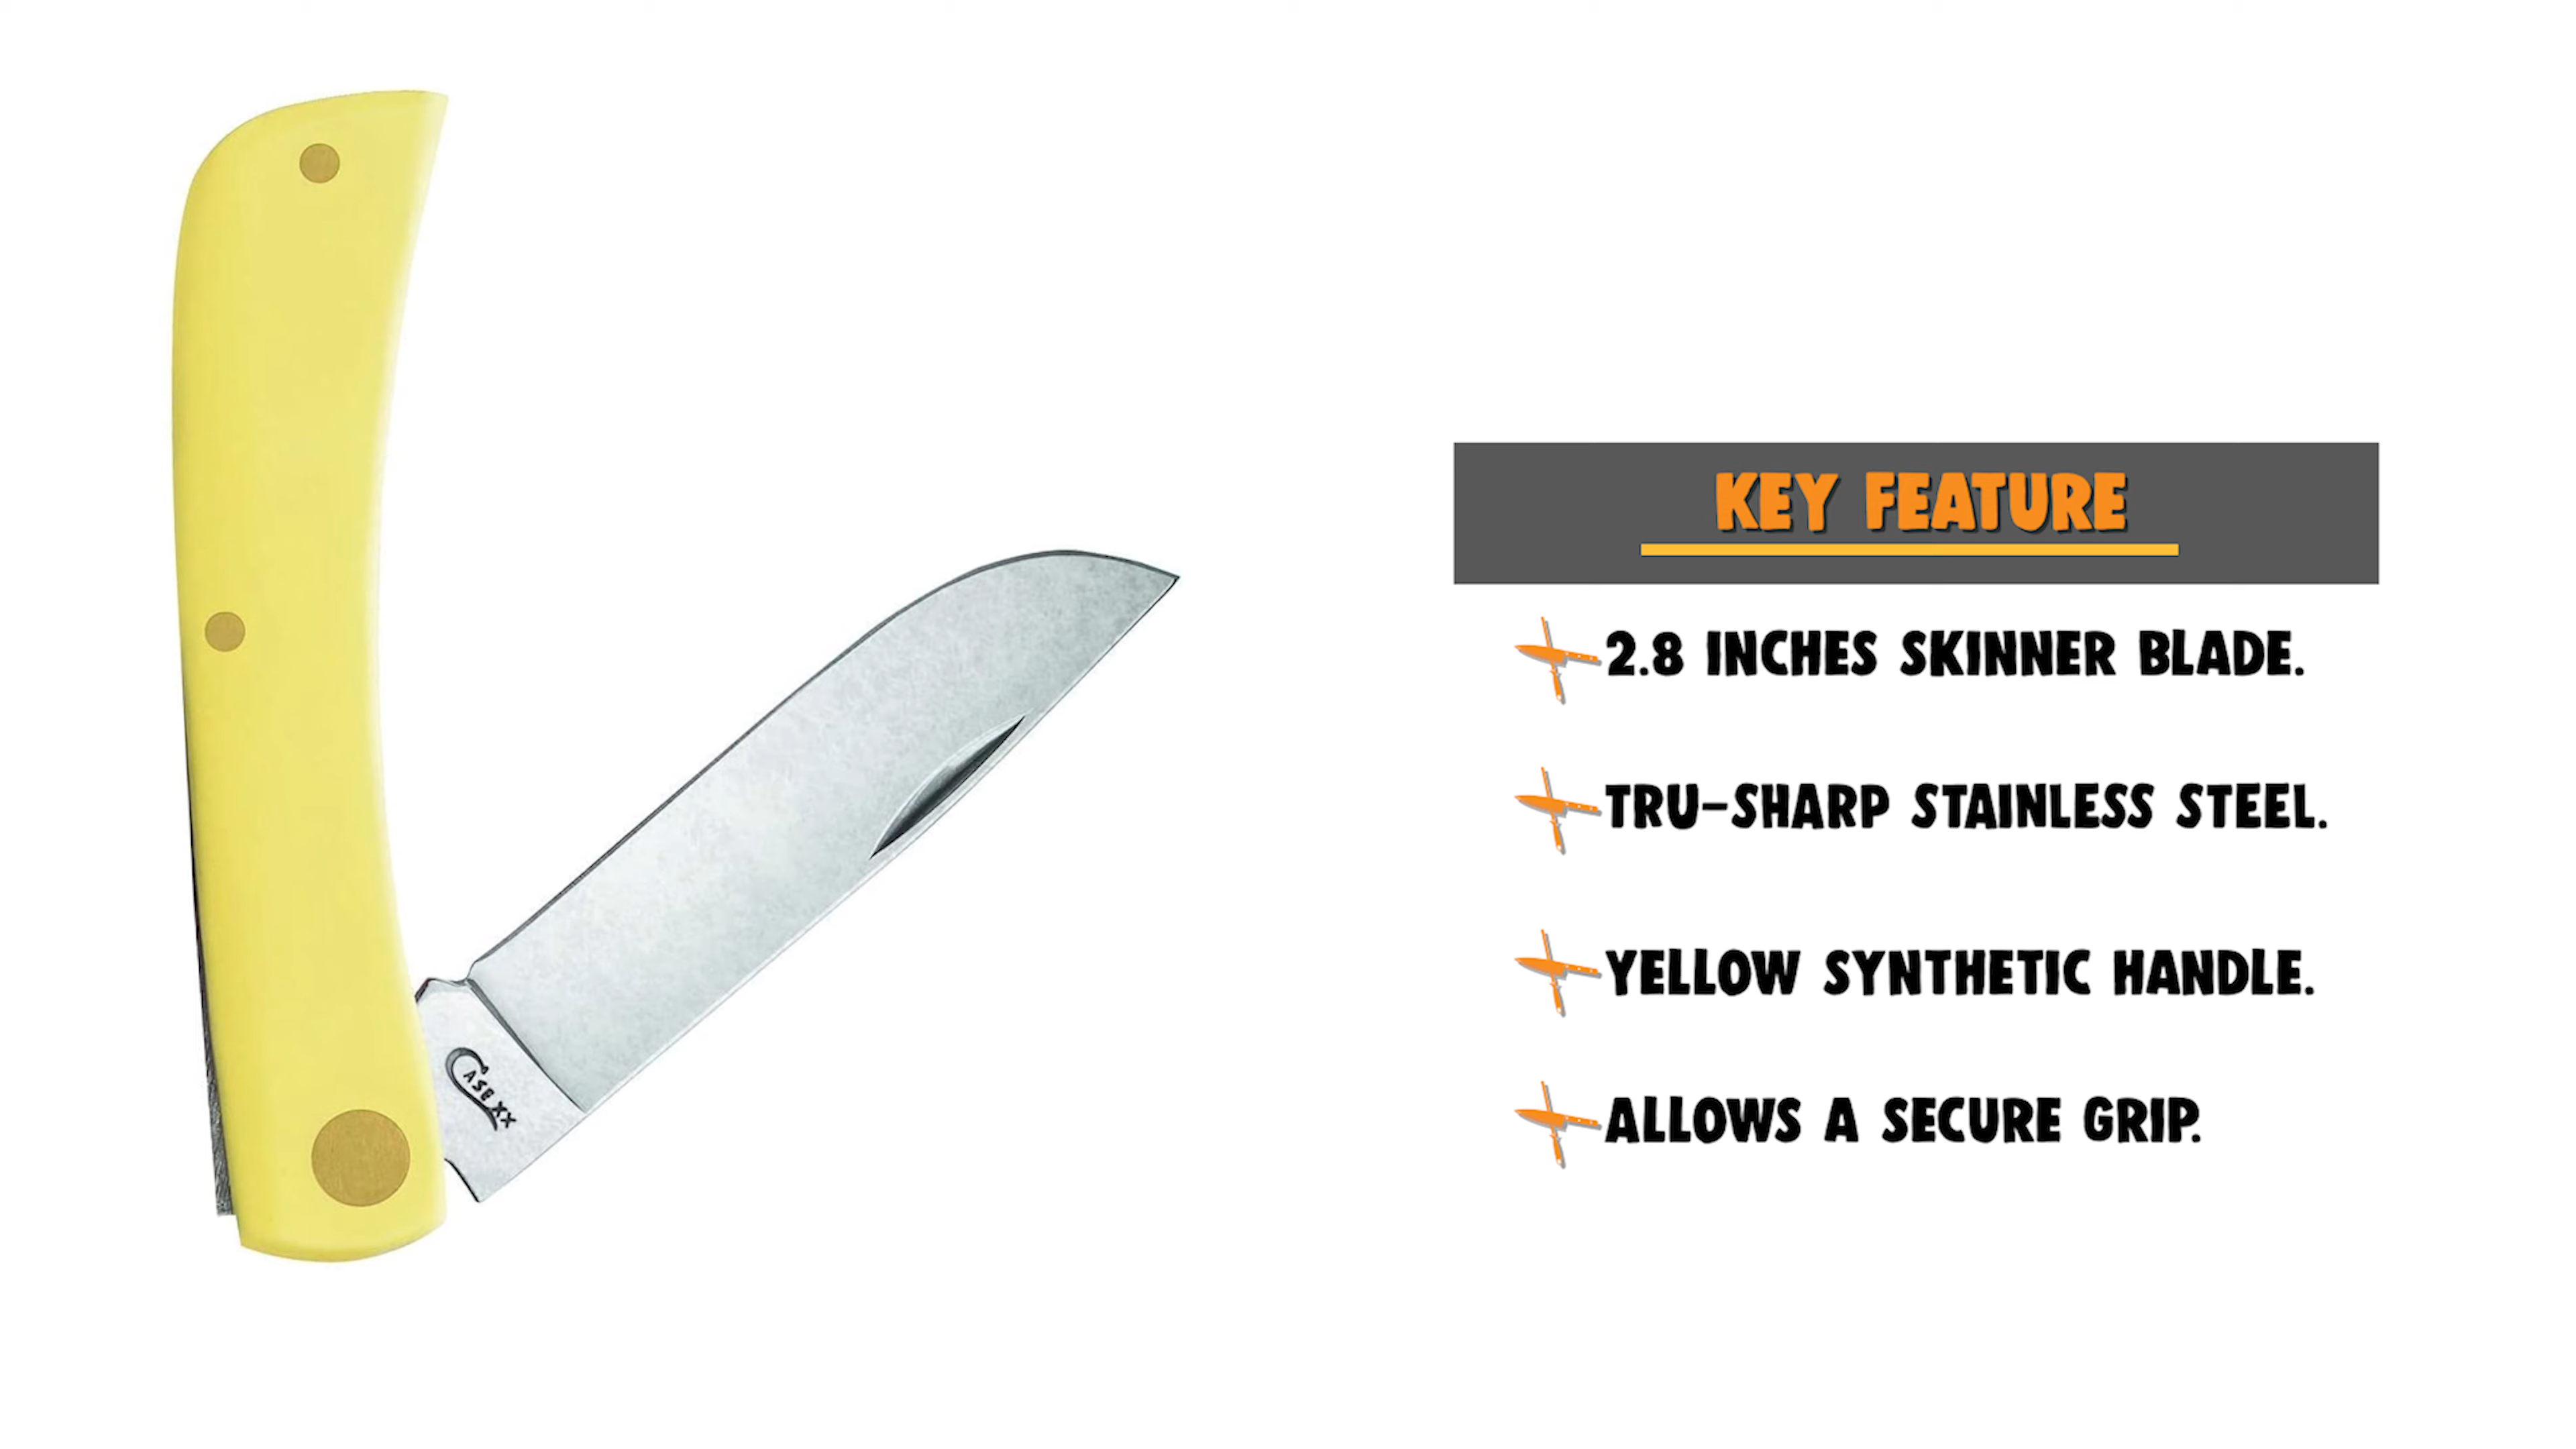 CASE XX
KEY FEATURE
2.8 INCHES SKINNER BLADE.
TRU-SHARP STAINLESS STEEL.
YELLOW SYNTHETIC HANDLE.
ALLOWS A SECURE GRIP.